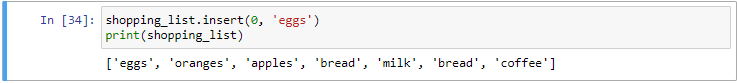 In [34]: shopping_list.insert(0, 'eggs')
print(shopping_list)
['eggs', 'oranges', 'apples', 'bread', 'milk', 'bread', 'coffee']